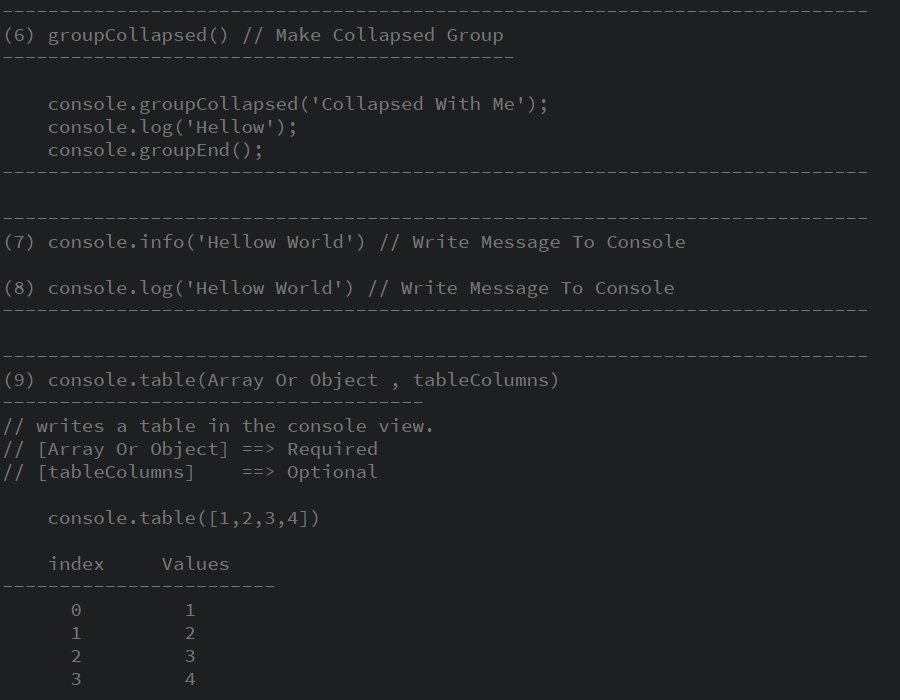 ----------------------------------------------------------------------------
(6) groupCollapsed() // Make Collapsed Group
---------------------------------------------
    console.groupCollapsed('Collapsed With Me');
    console.log('Hellow');
    console.groupEnd();
----------------------------------------------------------------------------
----------------------------------------------------------------------------
(7) console.info('Hellow World') // Write Message To Console
(8) console.log('Hellow World') // Write Message To Console
----------------------------------------------------------------------------
----------------------------------------------------------------------------
(9) console.table(Array Or Object , tableColumns)
-------------------------------------
// writes a table in the console view.
// [Array Or Object] ==> Required
// [tableColumns]    ==> Optional
    console.table([1,2,3,4])
    index     Values
------------------------
      0         1
      1         2
      2         3
      3         4